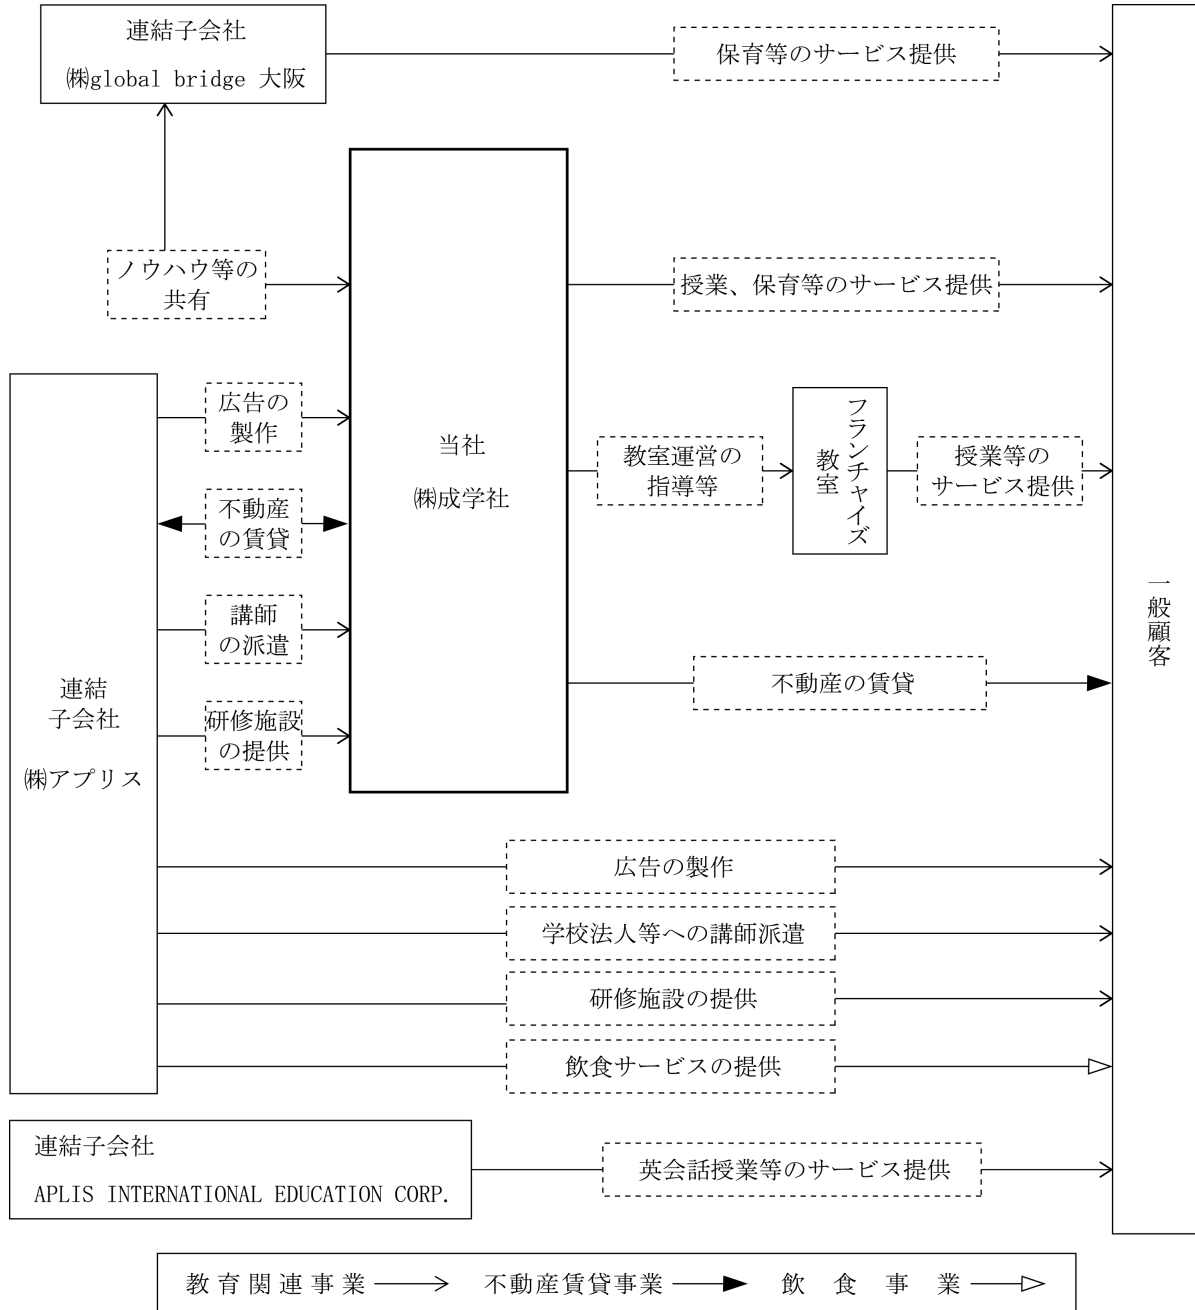 連結子会社
㈱global bridge 大阪
保育等のサービス提供
ノウハウ等の
共有
授業、保育等のサービス提供
広告の
製作
当社
㈱成学社
教室運営の
指導等
フランチャイズ
教室
授業等の
サービス提供
不動産
の賃貸
一般顧客
講師
の派遣
不動産の賃貸
連結
子会社
㈱アプリス
研修施設
の提供
広告の製作
学校法人等への講師派遣
研修施設の提供
飲食サービスの提供
連結子会社
APLIS INTERNATIONAL EDUCATION CORP.
英会話授業等のサービス提供
教育関連事業 不動産賃貸事業 飲食事業